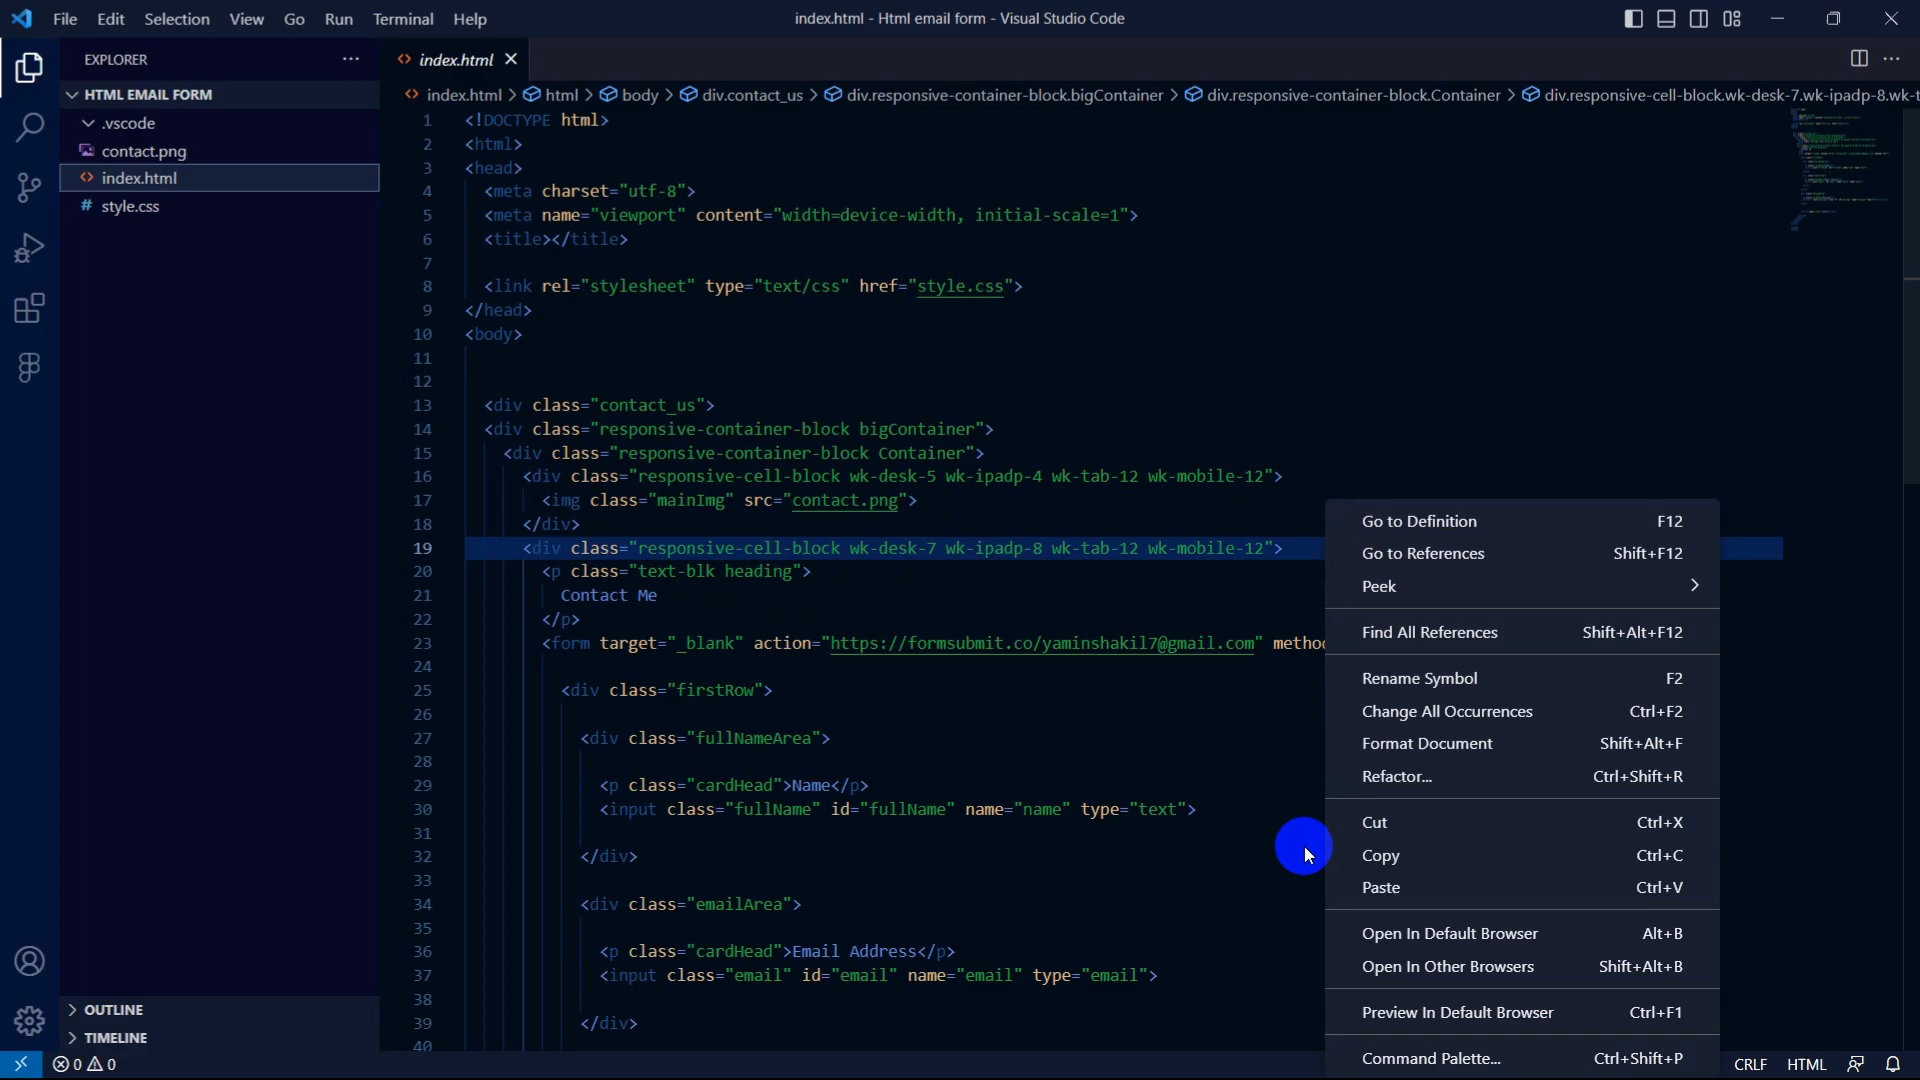 File Edit Selection View Go Run Terminal Help
index.html - Html email form - Visual Studio Code
EXPLORER
HTML EMAIL FORM
.vscode
contact.png
index.html
# style.css
OUTLINE
TIMELINE
<> index.html
<> index.html > html > body > div.contact_us > div.responsive-container-block.bigContainer > div.responsive-container-block.Container > div.responsive-cell-block.wk-desk-7.wk-ipadp-8.wk-t
1 <!DOCTYPE html>
2 <html>
3 <head>
4 <meta charset="utf-8">
5 <meta name="viewport" content="width=device-width, initial-scale=1">
6 <title></title>
7
8 <link rel="stylesheet" type="text/css" href="style.css">
9 </head>
10 <body>
11
12
13 <div class="contact_us">
14 <div class="responsive-container-block bigContainer">
15 <div class="responsive-container-block Container">
16 <div class="responsive-cell-block wk-desk-5 wk-ipadp-4 wk-tab-12 wk-mobile-12">
17 <img class="mainImg" src="contact.png">
18 </div>
19 <div class="responsive-cell-block wk-desk-7 wk-ipadp-8 wk-tab-12 wk-mobile-12">
20 <p class="text-blk heading">
21 Contact Me
22 </p>
23 <form target="_blank" action="https://formsubmit.co/yaminshakil7@gmail.com" metho
24
25 <div class="firstRow">
26
27 <div class="fullNameArea">
28
29 <p class="cardHead">Name</p>
30 <input class="fullName" id="fullName" name="name" type="text">
31
32 </div>
33
34 <div class="emailArea">
35
36 <p class="cardHead">Email Address</p>
37 <input class="email" id="email" name="email" type="email">
38
39 </div>
40
Go to Definition F12
Go to References Shift+F12
Peek
Find All References Shift+Alt+F12
Rename Symbol F2
Change All Occurrences Ctrl+F2
Format Document Shift+Alt+F
Refactor... Ctrl+Shift+R
Cut Ctrl+X
Copy Ctrl+C
Paste Ctrl+V
Open In Default Browser Alt+B
Open In Other Browsers Shift+Alt+B
Preview In Default Browser Ctrl+F1
Command Palette... Ctrl+Shift+P
0 0
CRLF HTML